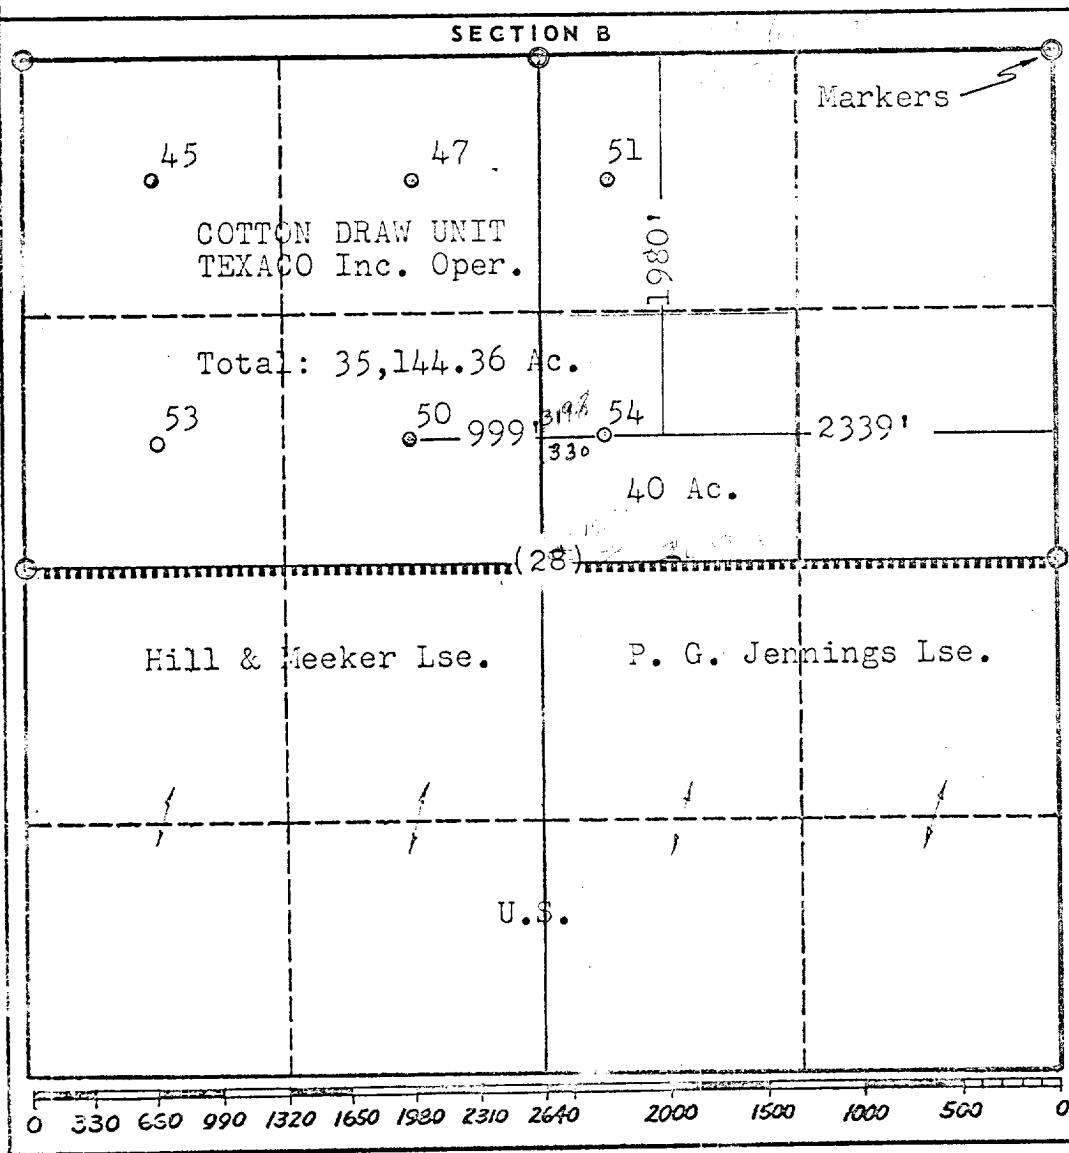 SECTION B
Markers
45 47 51
COTTON DRAW UNIT
TEXACO Inc. Oper.
1980'
Total: 35,144.36 Ac.
53 50 999' 330 54 2339'
40 Ac.
(28)
Hill & Meeker Lse. P. G. Jennings Lse.
U.S.
0 330 650 990 1320 1650 1980 2310 2640 2000 1500 1000 500 0